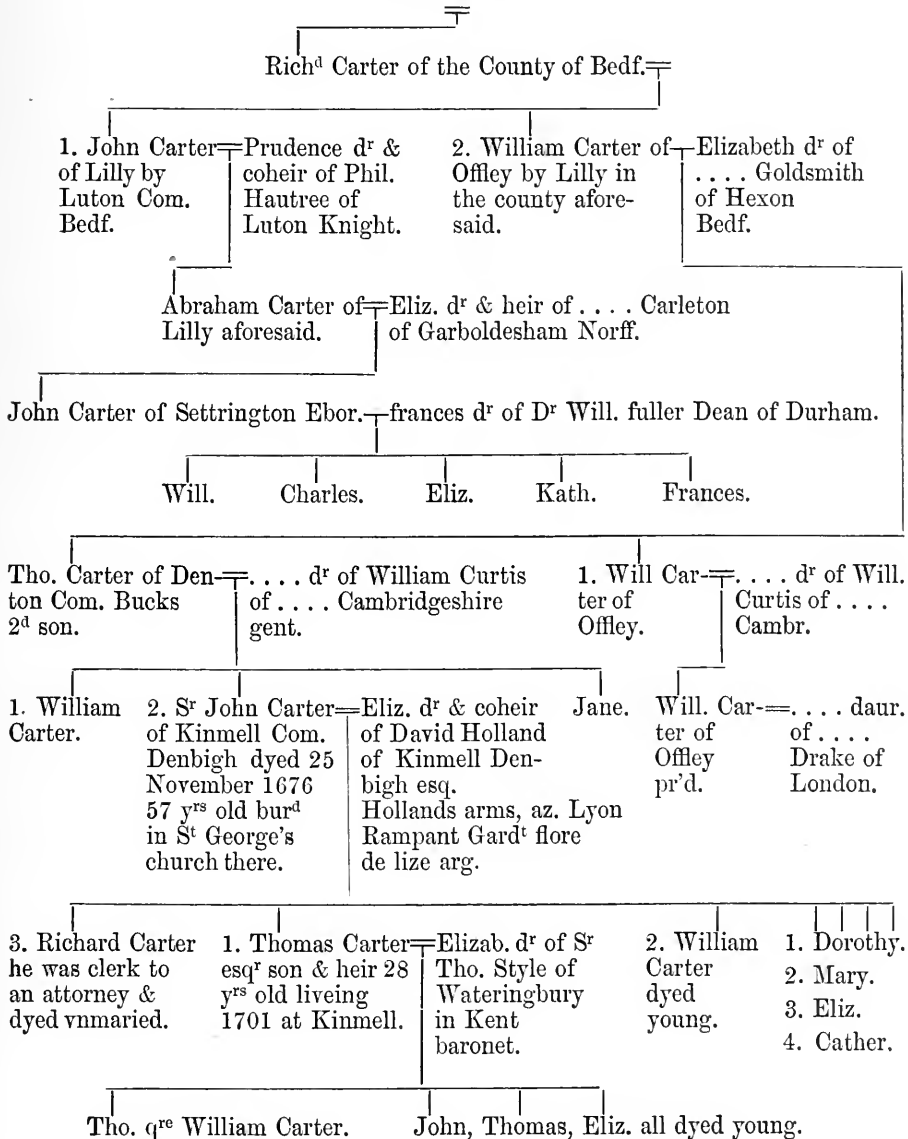 Richᵈ Carter of the County of Bedf.
1. John Carter
of Lilly by
Luton Com.
Bedf.
Prudence dʳ &
coheir of Phil.
Hautree of
Luton Knight.
2. William Carter of
Offley by Lilly in
the county afore-
said.
Elizabeth dʳ of
. . . . Goldsmith
of Hexon
Bedf.
Abraham Carter of
Lilly aforesaid.
Eliz. dʳ & heir of . . . . Carleton
of Garboldesham Norff.
John Carter of Settrington Ebor.
frances dʳ of Dʳ Will. fuller Dean of Durham.
Will. Charles. Eliz. Kath. Frances.
Tho. Carter of Den-
ton Com. Bucks
2ᵈ son.
. . . . dʳ of William Curtis
of . . . . Cambridgeshire
gent.
1. Will Car-
ter of
Offley.
. . . . dʳ of Will.
Curtis of . . . .
Cambr.
1. William
Carter.
2. Sʳ John Carter
of Kinmell Com.
Denbigh dyed 25
November 1676
57 yʳˢ old burᵈ
in Sᵗ George's
church there.
Eliz. dʳ & coheir
of David Holland
of Kinmell Den-
bigh esq.
Hollands arms, az. Lyon
Rampant Gardᵗ flore
de lize arg.
Jane.
Will. Car-
ter of
Offley
pr'd.
. . . . daur.
of . . . .
Drake of
London.
3. Richard Carter
he was clerk to
an attorney &
dyed vnmaried.
1. Thomas Carter
esqʳ son & heir 28
yʳˢ old liveing
1701 at Kinmell.
Elizab. dʳ of Sʳ
Tho. Style of
Wateringbury
in Kent
baronet.
2. William
Carter
dyed
young.
1. Dorothy.
2. Mary.
3. Eliz.
4. Cather.
Tho. qʳᵉ William Carter. John, Thomas, Eliz. all dyed young.